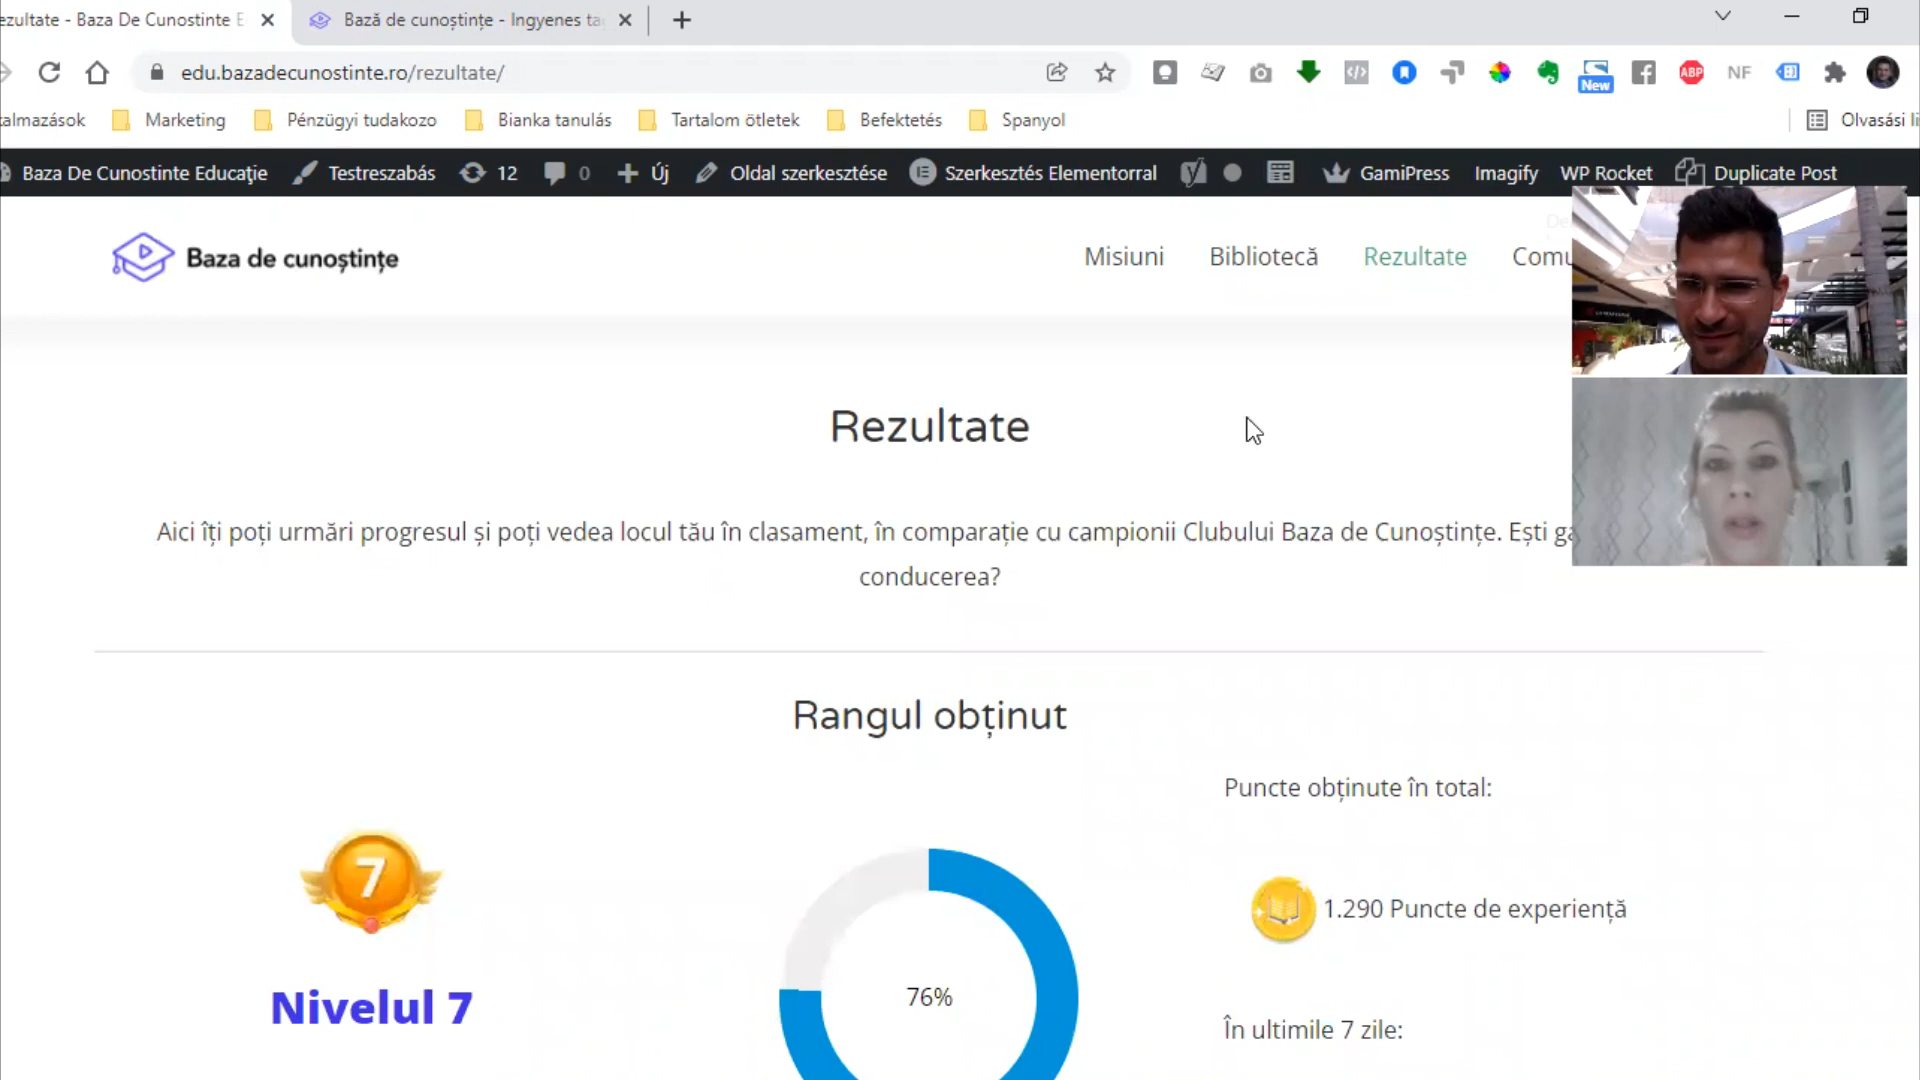 ezultate - Baza De Cunostinte E
Bază de cunoștințe - Ingyenes ta
edu.bazadecunostinte.ro/rezultate/
ABP
NF
New
alkalmazások
Marketing
Pénzügyi tudakozo
Bianka tanulás
Tartalom ötletek
Befektetés
Spanyol
Olvasási li
Baza De Cunostinte Educație
Testreszabás
12
0
Új
Oldal szerkesztése
Szerkesztés Elementorral
GamiPress
Imagify
WP Rocket
Duplicate Post
Baza de cunoștințe
Misiuni
Bibliotecă
Rezultate
Comu
Rezultate
Aici îți poți urmări progresul și poți vedea locul tău în clasament, în comparație cu campionii Clubului Baza de Cunoștințe. Ești ga
conducerea?
Rangul obținut
Puncte obținute în total:
7
1.290 Puncte de experiență
76%
Nivelul 7
În ultimile 7 zile: